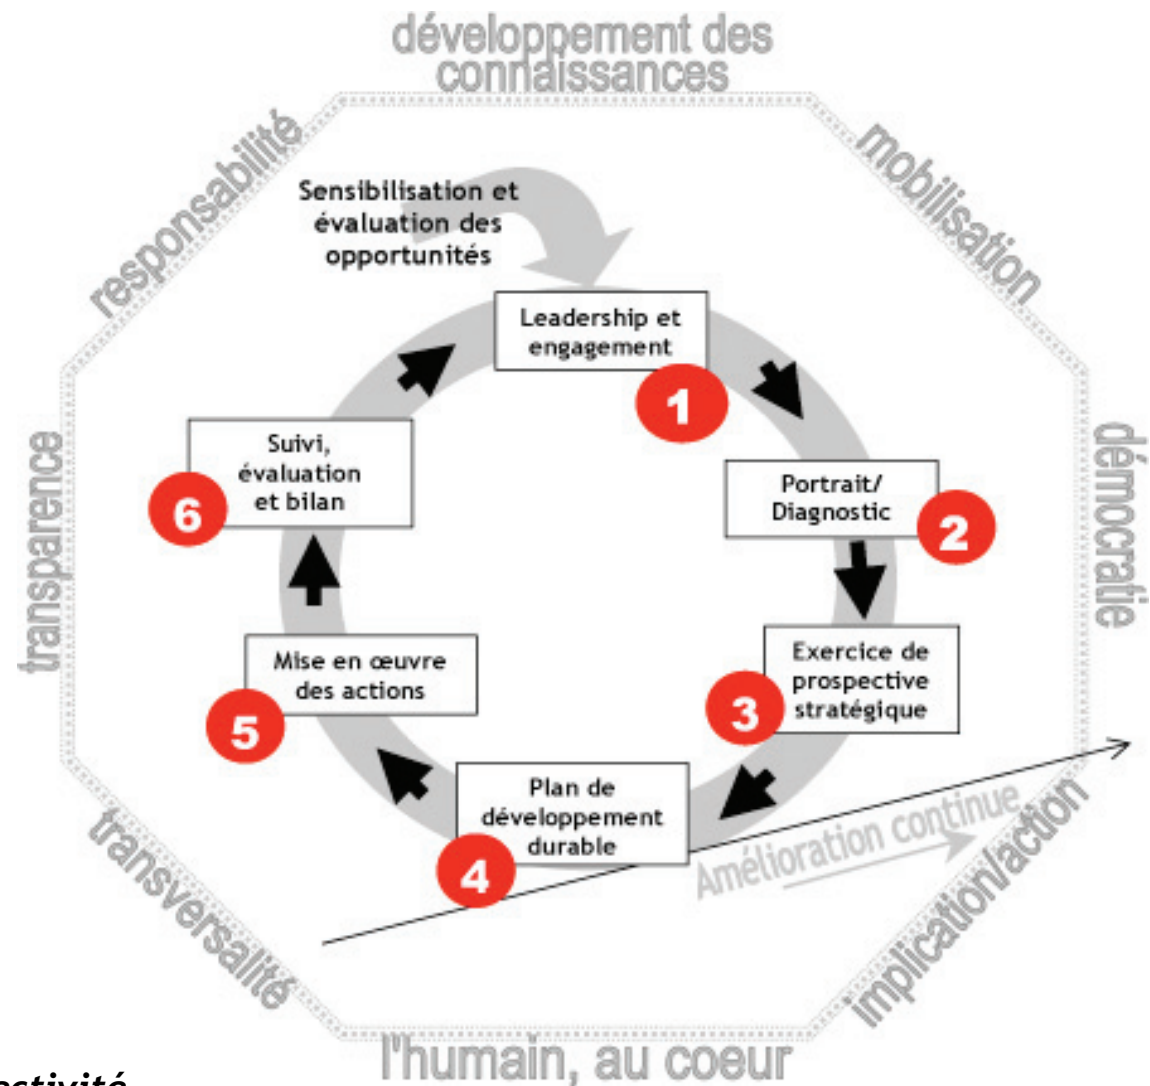 développement des
connaissances
responsabilité
mobilisation
Sensibilisation et
évaluation des
opportunités
Leadership et
engagement
1
Portrait/
Diagnostic
2
Exercice de
prospective
stratégique
3
Plan de
développement
durable
4
Mise en œuvre
des actions
5
Suivi,
évaluation
et bilan
6
transparence
démocratie
Amélioration continue
implication/action
transversalité
l'humain, au coeur